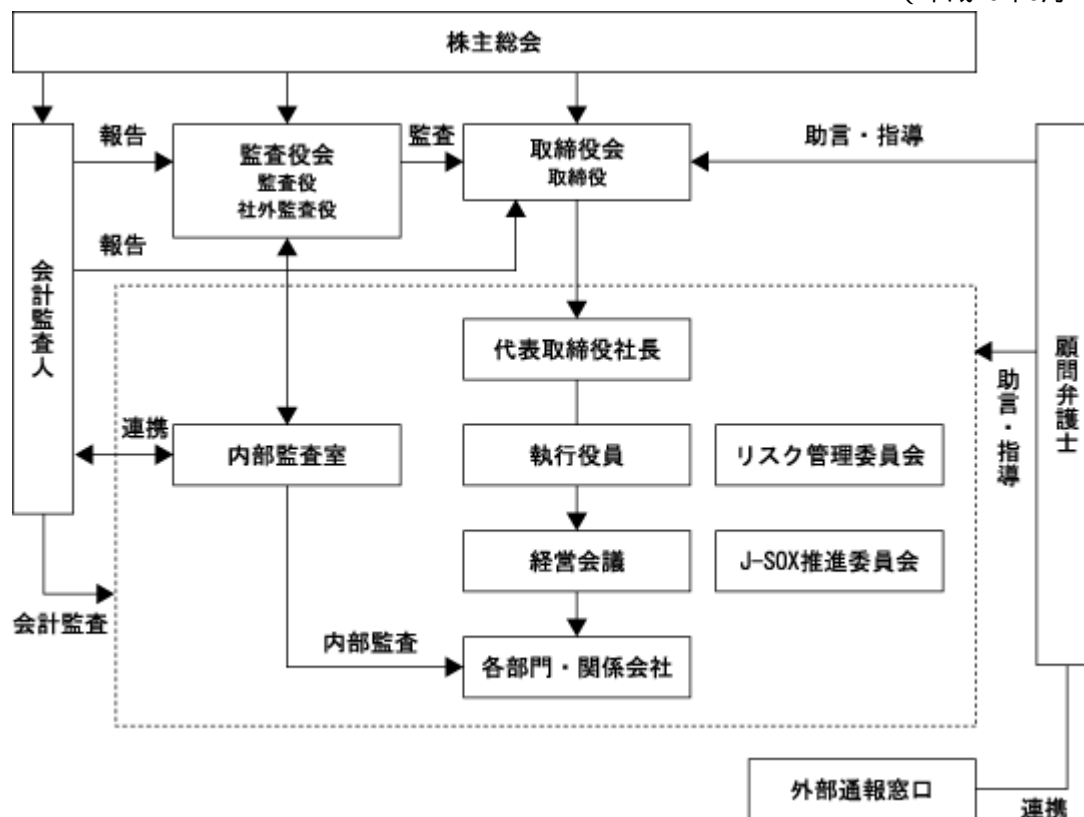 株主総会
報告
監査役会
監査役
社外監査役
監査
取締役会
取締役
助言・指導
報告
会計監査人
代表取締役社長
顧問弁護士
助言・指導
連携
内部監査室
執行役員
リスク管理委員会
経営会議
J-SOX推進委員会
会計監査
内部監査
各部門・関係会社
外部通報窓口
連携